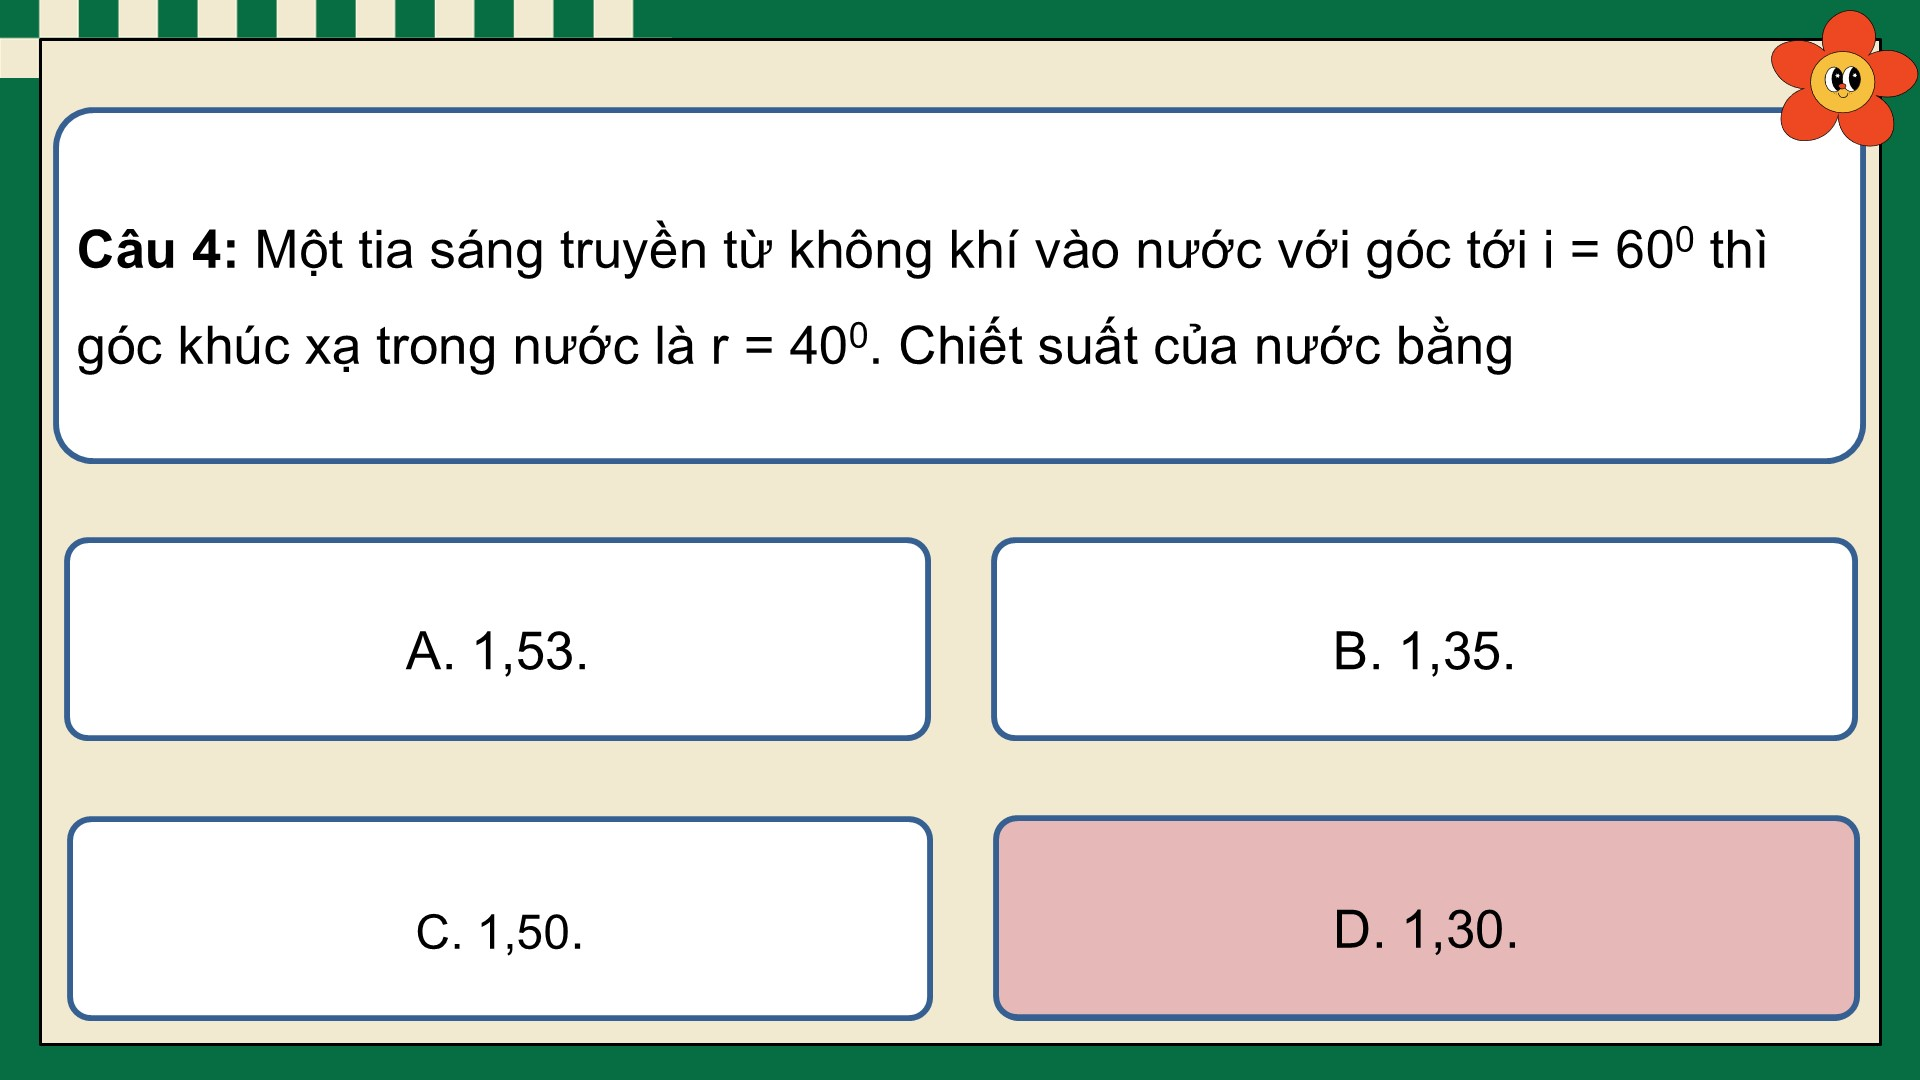 Câu 4: Một tia sáng truyền từ không khí vào nước với góc tới i = 60⁰ thì
góc khúc xạ trong nước là r = 40⁰. Chiết suất của nước bằng
A. 1,53.
B. 1,35.
C. 1,50.
D. 1,30.